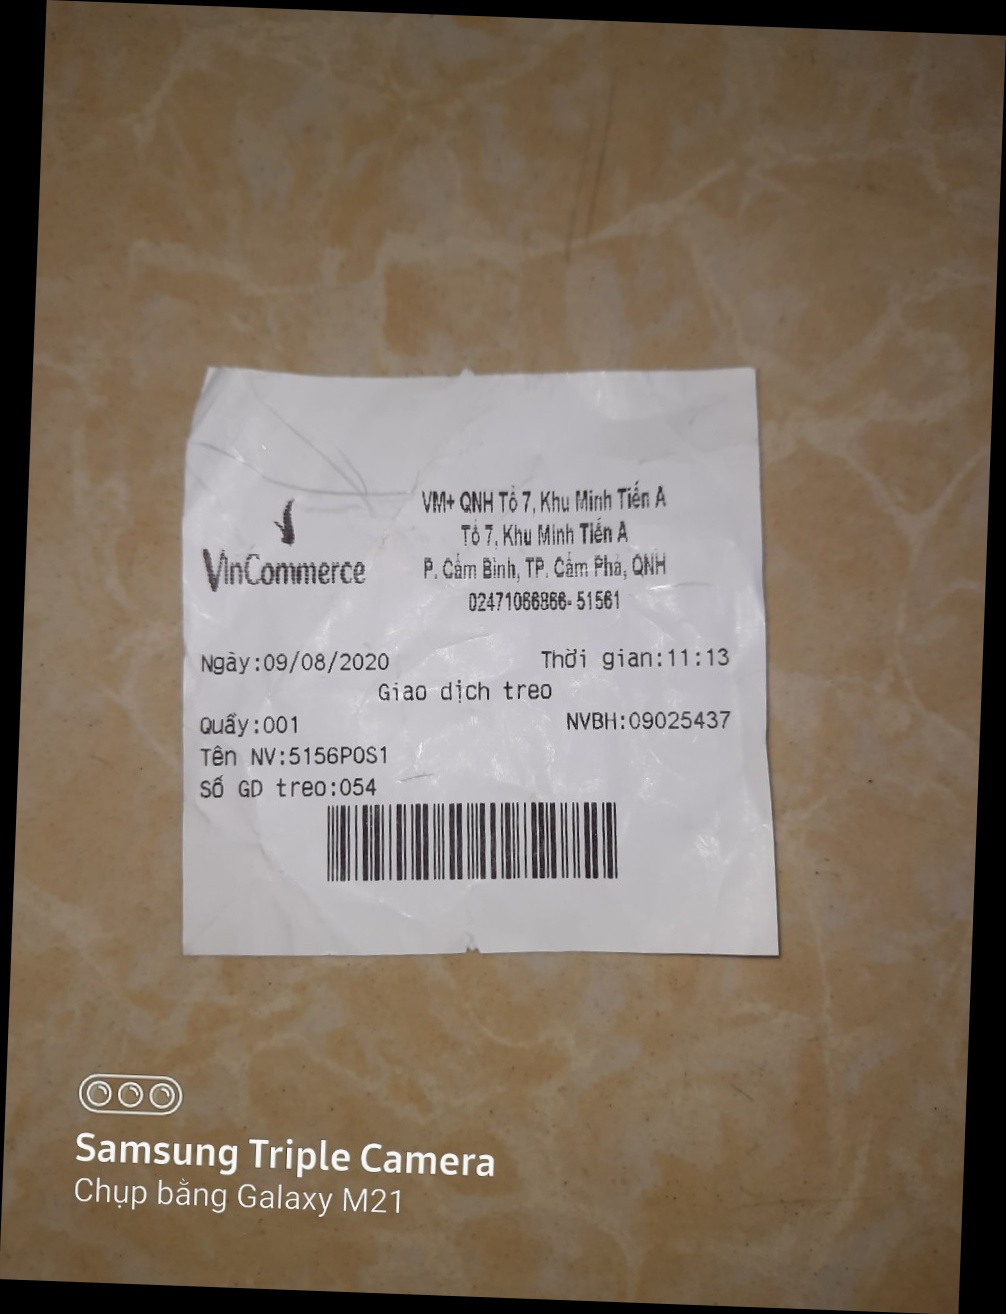 VinCommerce
VM+ QNH Tổ 7, Khu Minh Tiến A
Tổ 7, Khu Minh Tiến A
P. Cẩm Bình, TP. Cẩm Phả, QNH
02471066866- 51561
Ngày:09/08/2020 Thời gian:11:13
Giao dịch treo
Quầy:001 NVBH:09025437
Tên NV:5156POS1
Số GD treo:054
Samsung Triple Camera
Chụp bằng Galaxy M21